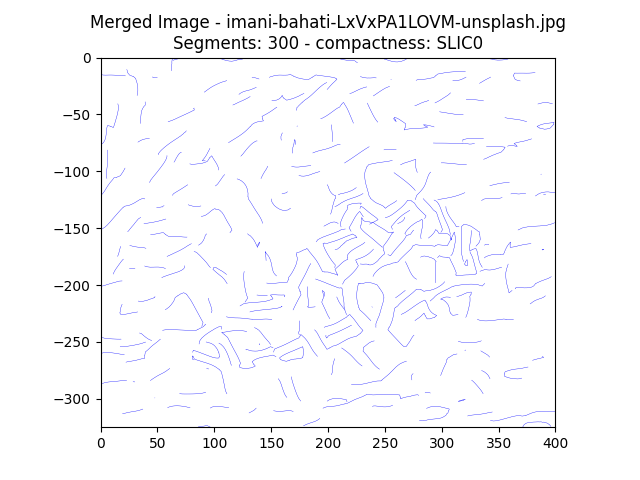 Merged Image - imani-bahati-LxVxPA1LOVM-unsplash.jpg
Segments: 300 - compactness: SLIC0
0
−50
−100
−150
−200
−250
−300
0 50 100 150 200 250 300 350 400